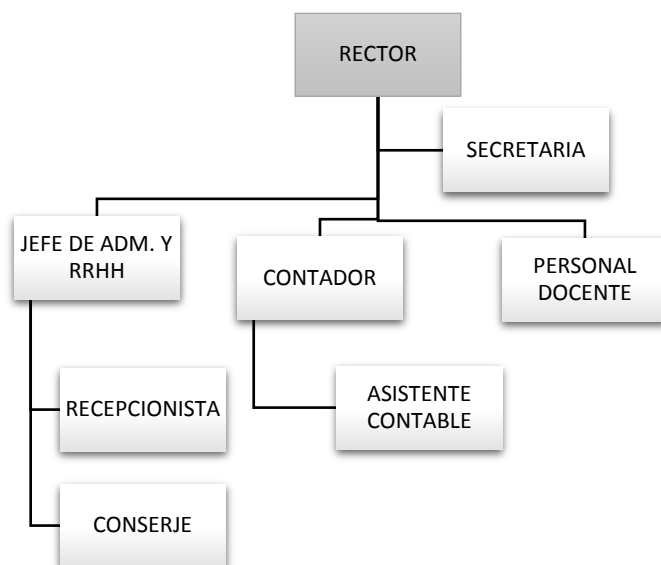 RECTOR
SECRETARIA
JEFE DE ADM. Y
RRHH
CONTADOR
PERSONAL
DOCENTE
RECEPCIONISTA
ASISTENTE
CONTABLE
CONSERJE